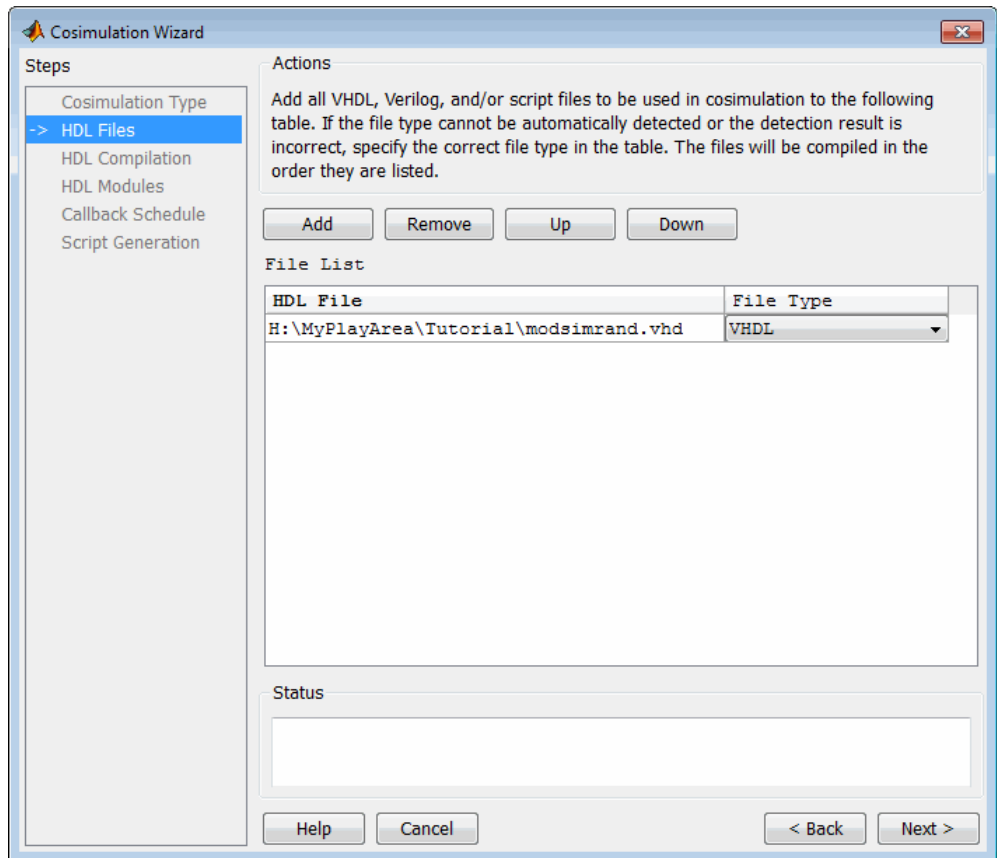 Cosimulation Wizard
Steps
Cosimulation Type
-> HDL Files
HDL Compilation
HDL Modules
Callback Schedule
Script Generation
Actions
Add all VHDL, Verilog, and/or script files to be used in cosimulation to the following
table. If the file type cannot be automatically detected or the detection result is
incorrect, specify the correct file type in the table. The files will be compiled in the
order they are listed.
Add Remove Up Down
File List
HDL File File Type
H:\MyPlayArea\Tutorial\modsimrand.vhd VHDL
Status
Help Cancel < Back Next >